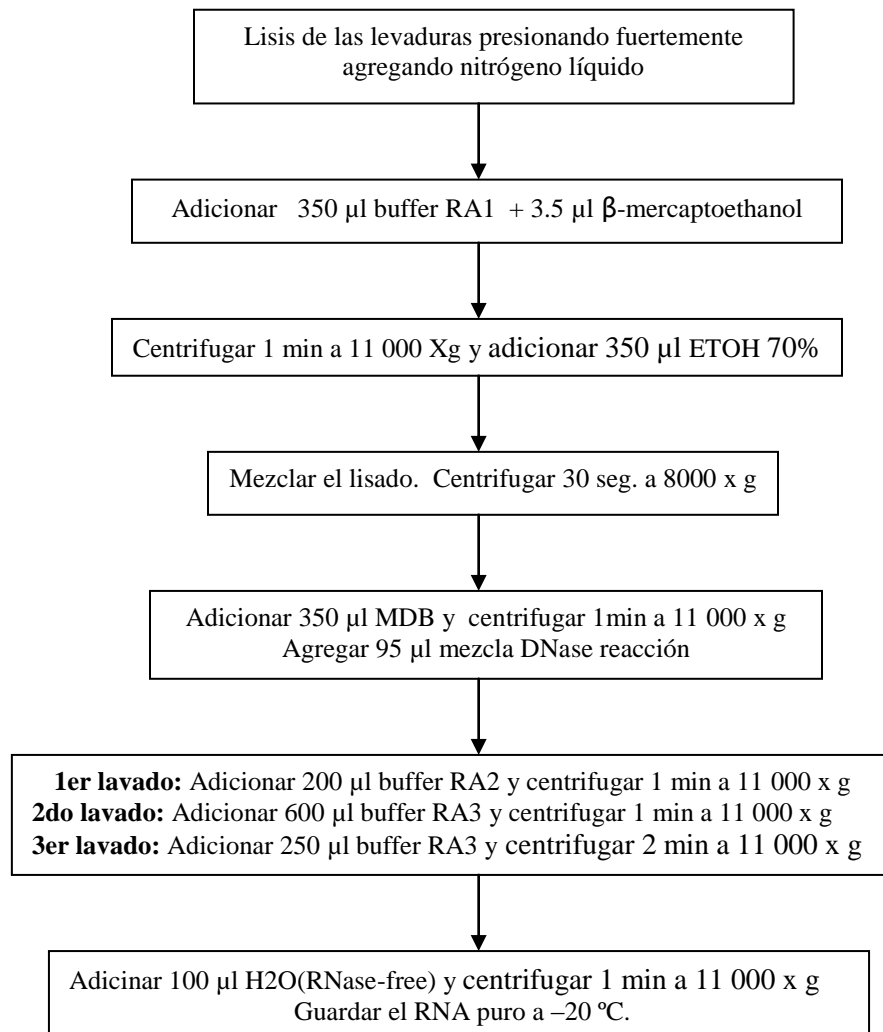 Lisis de las levaduras presionando fuertemente
agregando nitrógeno líquido
Adicionar 350 µl buffer RA1 + 3.5 µl β-mercaptoethanol
Centrifugar 1 min a 11 000 Xg y adicionar 350 µl ETOH 70%
Mezclar el lisado. Centrifugar 30 seg. a 8000 x g
Adicionar 350 µl MDB y centrifugar 1min a 11 000 x g
Agregar 95 µl mezcla DNase reacción
1er lavado: Adicionar 200 µl buffer RA2 y centrifugar 1 min a 11 000 x g
2do lavado: Adicionar 600 µl buffer RA3 y centrifugar 1 min a 11 000 x g
3er lavado: Adicionar 250 µl buffer RA3 y centrifugar 2 min a 11 000 x g
Adicinar 100 µl H2O(RNase-free) y centrifugar 1 min a 11 000 x g
Guardar el RNA puro a –20 ºC.